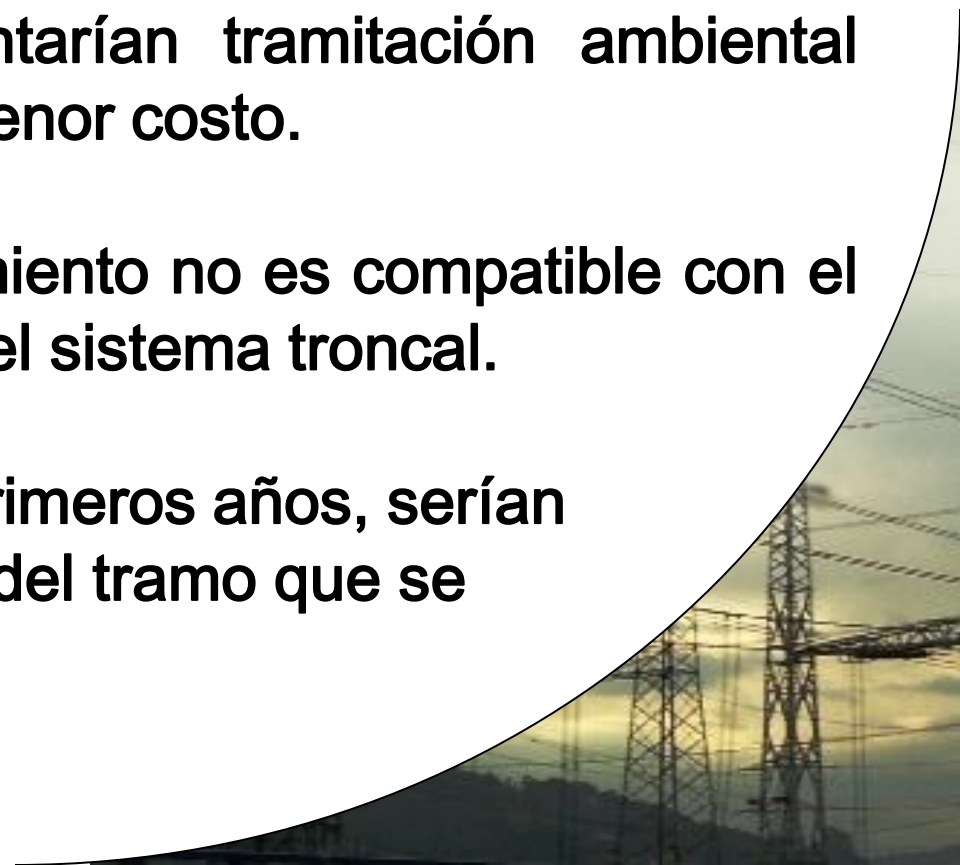 ntarían tramitación ambiental
enor costo.
miento no es compatible con el
el sistema troncal.
rimeros años, serían
del tramo que se